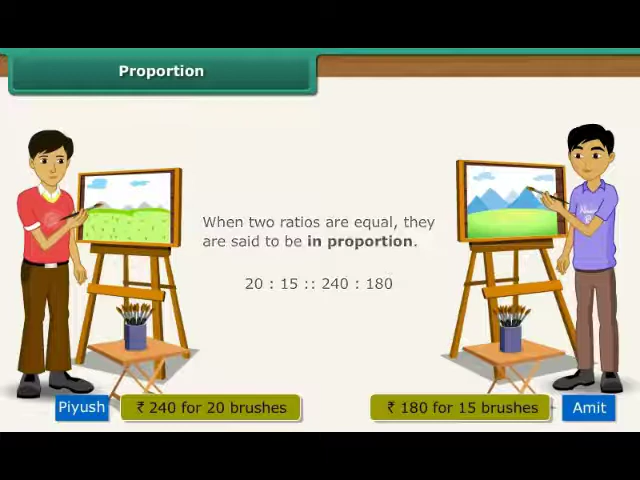 Proportion
When two ratios are equal, they
are said to be in proportion.
20 : 15 :: 240 : 180
Piyush
₹ 240 for 20 brushes
₹ 180 for 15 brushes
Amit